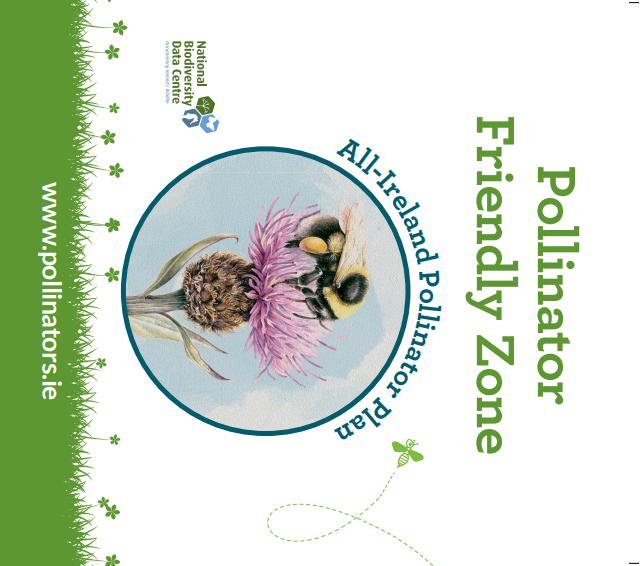 Pollinator
Friendly Zone
All-Ireland Pollinator Plan
National
Biodiversity
Data Centre
www.pollinators.ie